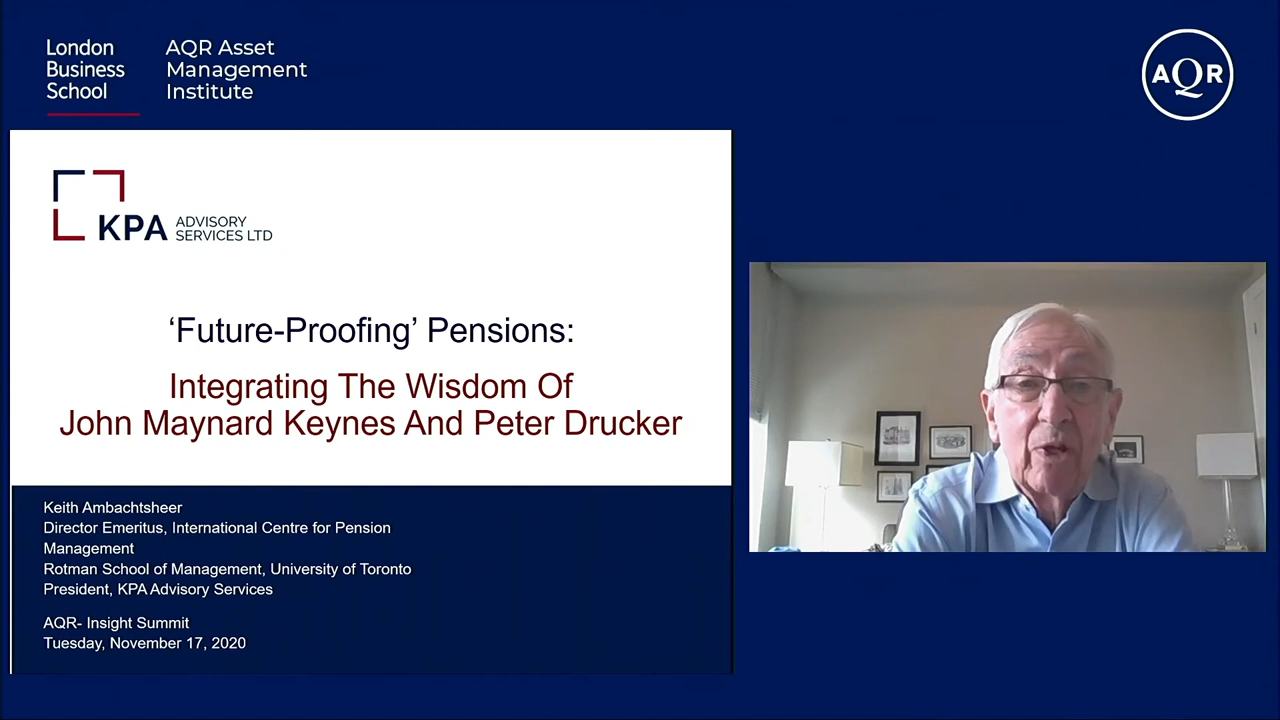 London
Business
School
AQR Asset
Management
Institute
AQR
KPA ADVISORY
SERVICES LTD
‘Future-Proofing’ Pensions:
Integrating The Wisdom Of
John Maynard Keynes And Peter Drucker
Keith Ambachtsheer
Director Emeritus, International Centre for Pension
Management
Rotman School of Management, University of Toronto
President, KPA Advisory Services
AQR- Insight Summit
Tuesday, November 17, 2020